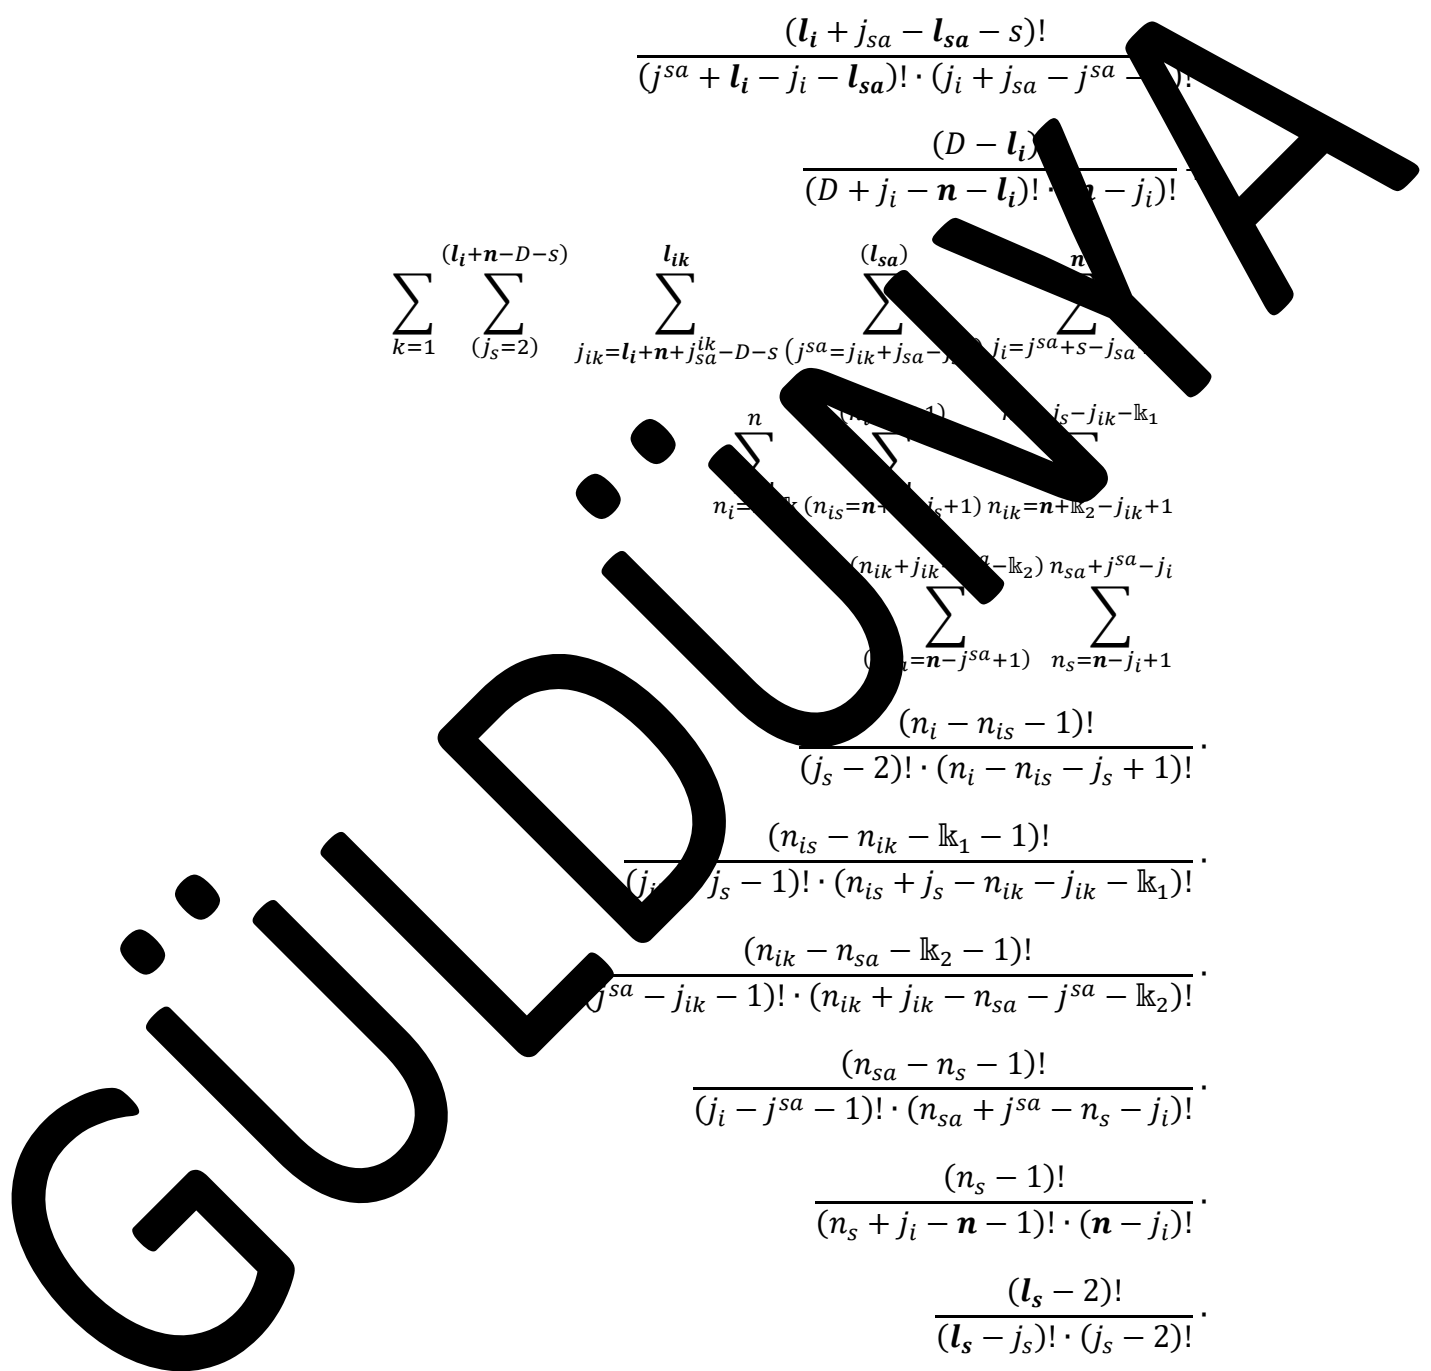 (l_i + j_sa − l_sa − s)!
(j^sa + l_i − j_i − l_sa)! · (j_i + j_sa − j^sa − )!
(D − l_i)
(D + j_i − n − l_i)! · − j_i)!
(l_i+n−D−s) l_ik (l_sa) n
∑ ∑ ∑ ∑ ∑
k=1 (j_s=2) j_ik=l_i+n+j_sa^ik−D−s (j^sa=j_ik+j_sa− ) j_i=j^sa+s−j_sa
n j_s−j_ik−𝕜_1
∑ ∑ ∑
n_i= (n_is=n+ j_s+1) n_ik=n+𝕜_2−j_ik+1
(n_ik+j_ik −𝕜_2) n_sa+j^sa−j_i
∑ ∑
=n−j^sa+1) n_s=n−j_i+1
(n_i − n_is − 1)!
(j_s − 2)! · (n_i − n_is − j_s + 1)! ·
(n_is − n_ik − 𝕜_1 − 1)!
j_s − 1)! · (n_is + j_s − n_ik − j_ik − 𝕜_1)! ·
(n_ik − n_sa − 𝕜_2 − 1)!
(j^sa − j_ik − 1)! · (n_ik + j_ik − n_sa − j^sa − 𝕜_2)! ·
(n_sa − n_s − 1)!
(j_i − j^sa − 1)! · (n_sa + j^sa − n_s − j_i)! ·
(n_s − 1)!
(n_s + j_i − n − 1)! · (n − j_i)! ·
(l_s − 2)!
(l_s − j_s)! · (j_s − 2)! ·
GÜLDÜNYA